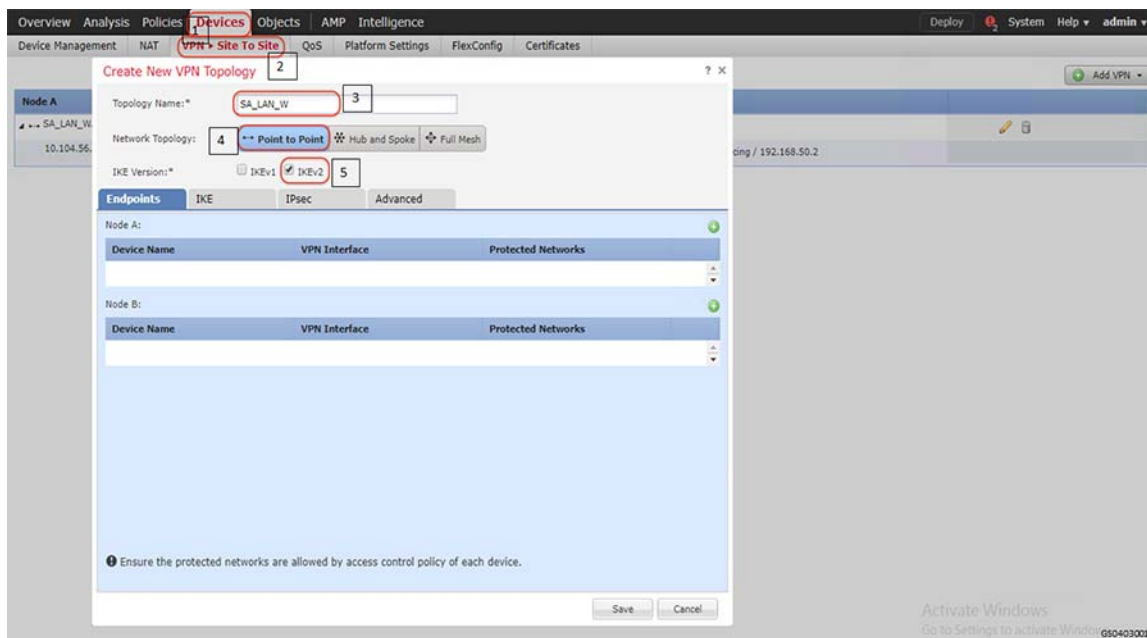 Overview Analysis Policies Devices Objects AMP Intelligence Deploy 2 System Help admin
1
Device Management NAT VPN Site To Site QoS Platform Settings FlexConfig Certificates
Create New VPN Topology 2 ? ×
Add VPN
Node A
Topology Name:* SA_LAN_W 3
SA_LAN_W
Network Topology: 4 Point to Point Hub and Spoke Full Mesh
10.104.56. cing / 192.168.50.2
IKE Version:* IKEv1 IKEv2 5
Endpoints IKE IPsec Advanced
Node A:
Device Name VPN Interface Protected Networks
Node B:
Device Name VPN Interface Protected Networks
Ensure the protected networks are allowed by access control policy of each device.
Save Cancel
Activate Windows
Go to Settings to activate Windows